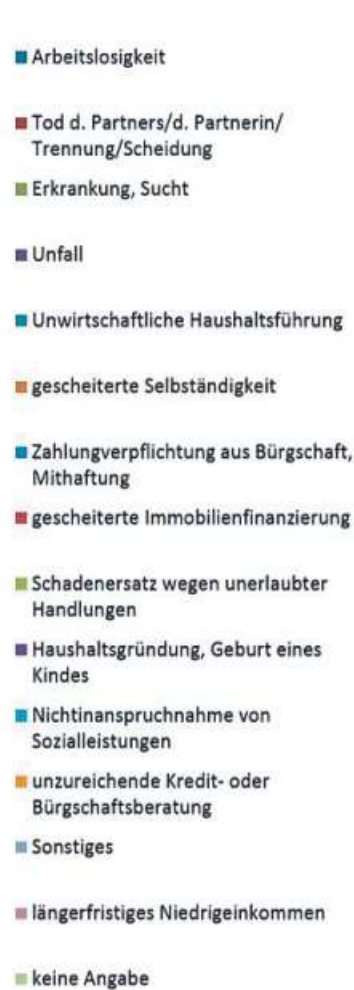 Arbeitslosigkeit
Tod d. Partners/d. Partnerin/
Trennung/Scheidung
Erkrankung, Sucht
Unfall
Unwirtschaftliche Haushaltsführung
gescheiterte Selbständigkeit
Zahlungverpflichtung aus Bürgschaft,
Mithaftung
gescheiterte Immobilienfinanzierung
Schadenersatz wegen unerlaubter
Handlungen
Haushaltsgründung, Geburt eines
Kindes
Nichtinanspruchnahme von
Sozialleistungen
unzureichende Kredit- oder
Bürgschaftsberatung
Sonstiges
längerfristiges Niedrigeinkommen
keine Angabe